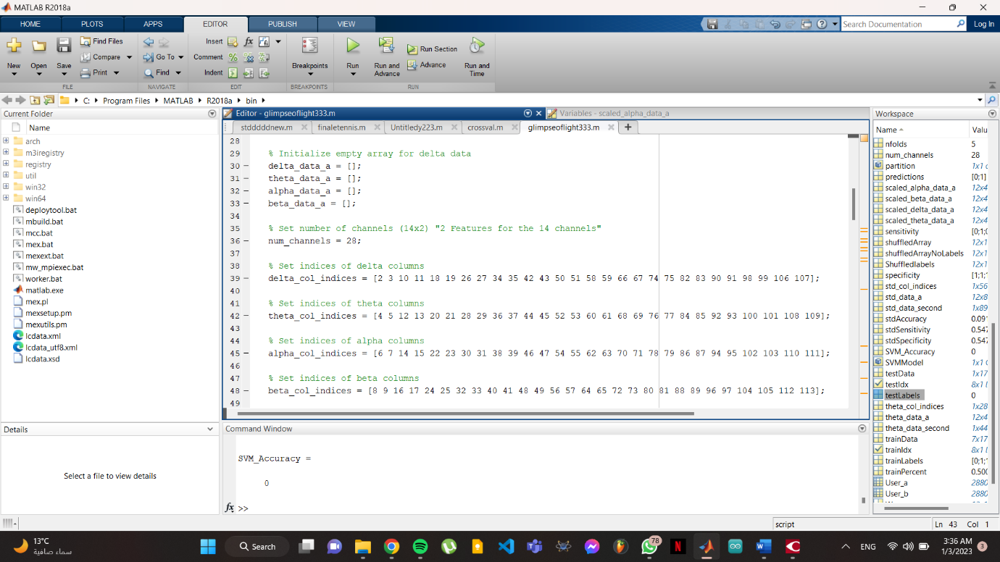 MATLAB R2018a
HOME PLOTS APPS EDITOR PUBLISH VIEW
Search Documentation
Log In
New
Open
Save
Find Files
Compare
Print
FILE
Go To
Find
NAVIGATE
Insert
Comment
Indent
EDIT
Breakpoints
BREAKPOINTS
Run
Run and Advance
Run Section
Advance
Run and Time
RUN
C: Program Files MATLAB R2018a bin
Current Folder
Name
arch
m3iregistry
registry
util
win32
win64
deploytool.bat
mbuild.bat
mcc.bat
mex.bat
mexext.bat
mw_mpiexec.bat
worker.bat
matlab.exe
mex.pl
mexsetup.pm
mexutils.pm
lcdata.xml
lcdata_utf8.xml
lcdata.xsd
Details
Select a file to view details
Editor - glimpseoflight333.m
Variables - scaled_alpha_data_a
stdddddnew.m finaletennis.m Untitledy223.m crossval.m glimpseoflight333.m
28
29 % Initialize empty array for delta data
30 – delta_data_a = [];
31 – theta_data_a = [];
32 – alpha_data_a = [];
33 – beta_data_a = [];
34
35 % Set number of channels (14x2) "2 Features for the 14 channels"
36 – num_channels = 28;
37
38 % Set indices of delta columns
39 – delta_col_indices = [2 3 10 11 18 19 26 27 34 35 42 43 50 51 58 59 66 67 74 75 82 83 90 91 98 99 106 107];
40
41 % Set indices of theta columns
42 – theta_col_indices = [4 5 12 13 20 21 28 29 36 37 44 45 52 53 60 61 68 69 76 77 84 85 92 93 100 101 108 109];
43
44 % Set indices of alpha columns
45 – alpha_col_indices = [6 7 14 15 22 23 30 31 38 39 46 47 54 55 62 63 70 71 78 79 86 87 94 95 102 103 110 111];
46
47 % Set indices of beta columns
48 – beta_col_indices = [8 9 16 17 24 25 32 33 40 41 48 49 56 57 64 65 72 73 80 81 88 89 96 97 104 105 112 113];
49
Command Window
SVM_Accuracy =
0
fx >>
Workspace
Name Valu
nfolds 5
num_channels 28
partition 1x1
predictions [0;1]
scaled_alpha_data_a 12x4
scaled_beta_data_a 12x4
scaled_delta_data_a 12x4
scaled_theta_data_a 12x4
sensitivity [0;1;
shuffledArray 12x1
shuffledArrayNoLabels 12x1
Shuffledlabels 12x1
specificity [1;1;
std_col_indices 1x56
std_data_a 12x8
std_data_second 1x89
stdAccuracy 0.091
stdSensitivity 0.547
stdSpecificity 0.547
SVM_Accuracy 0
SVMModel 1x1
testData 1x17
testIdx 8x1
testLabels 0
theta_col_indices 1x28
theta_data_a 12x4
theta_data_second 1x44
trainData 7x17
trainIdx 8x1
trainLabels [0;1;
trainPercent 0.500
User_a 2880
User_b 2880
script
Ln 43 Col 1
13°C
سماء صافية
Search
78
ENG
3:36 AM
1/3/2023
3